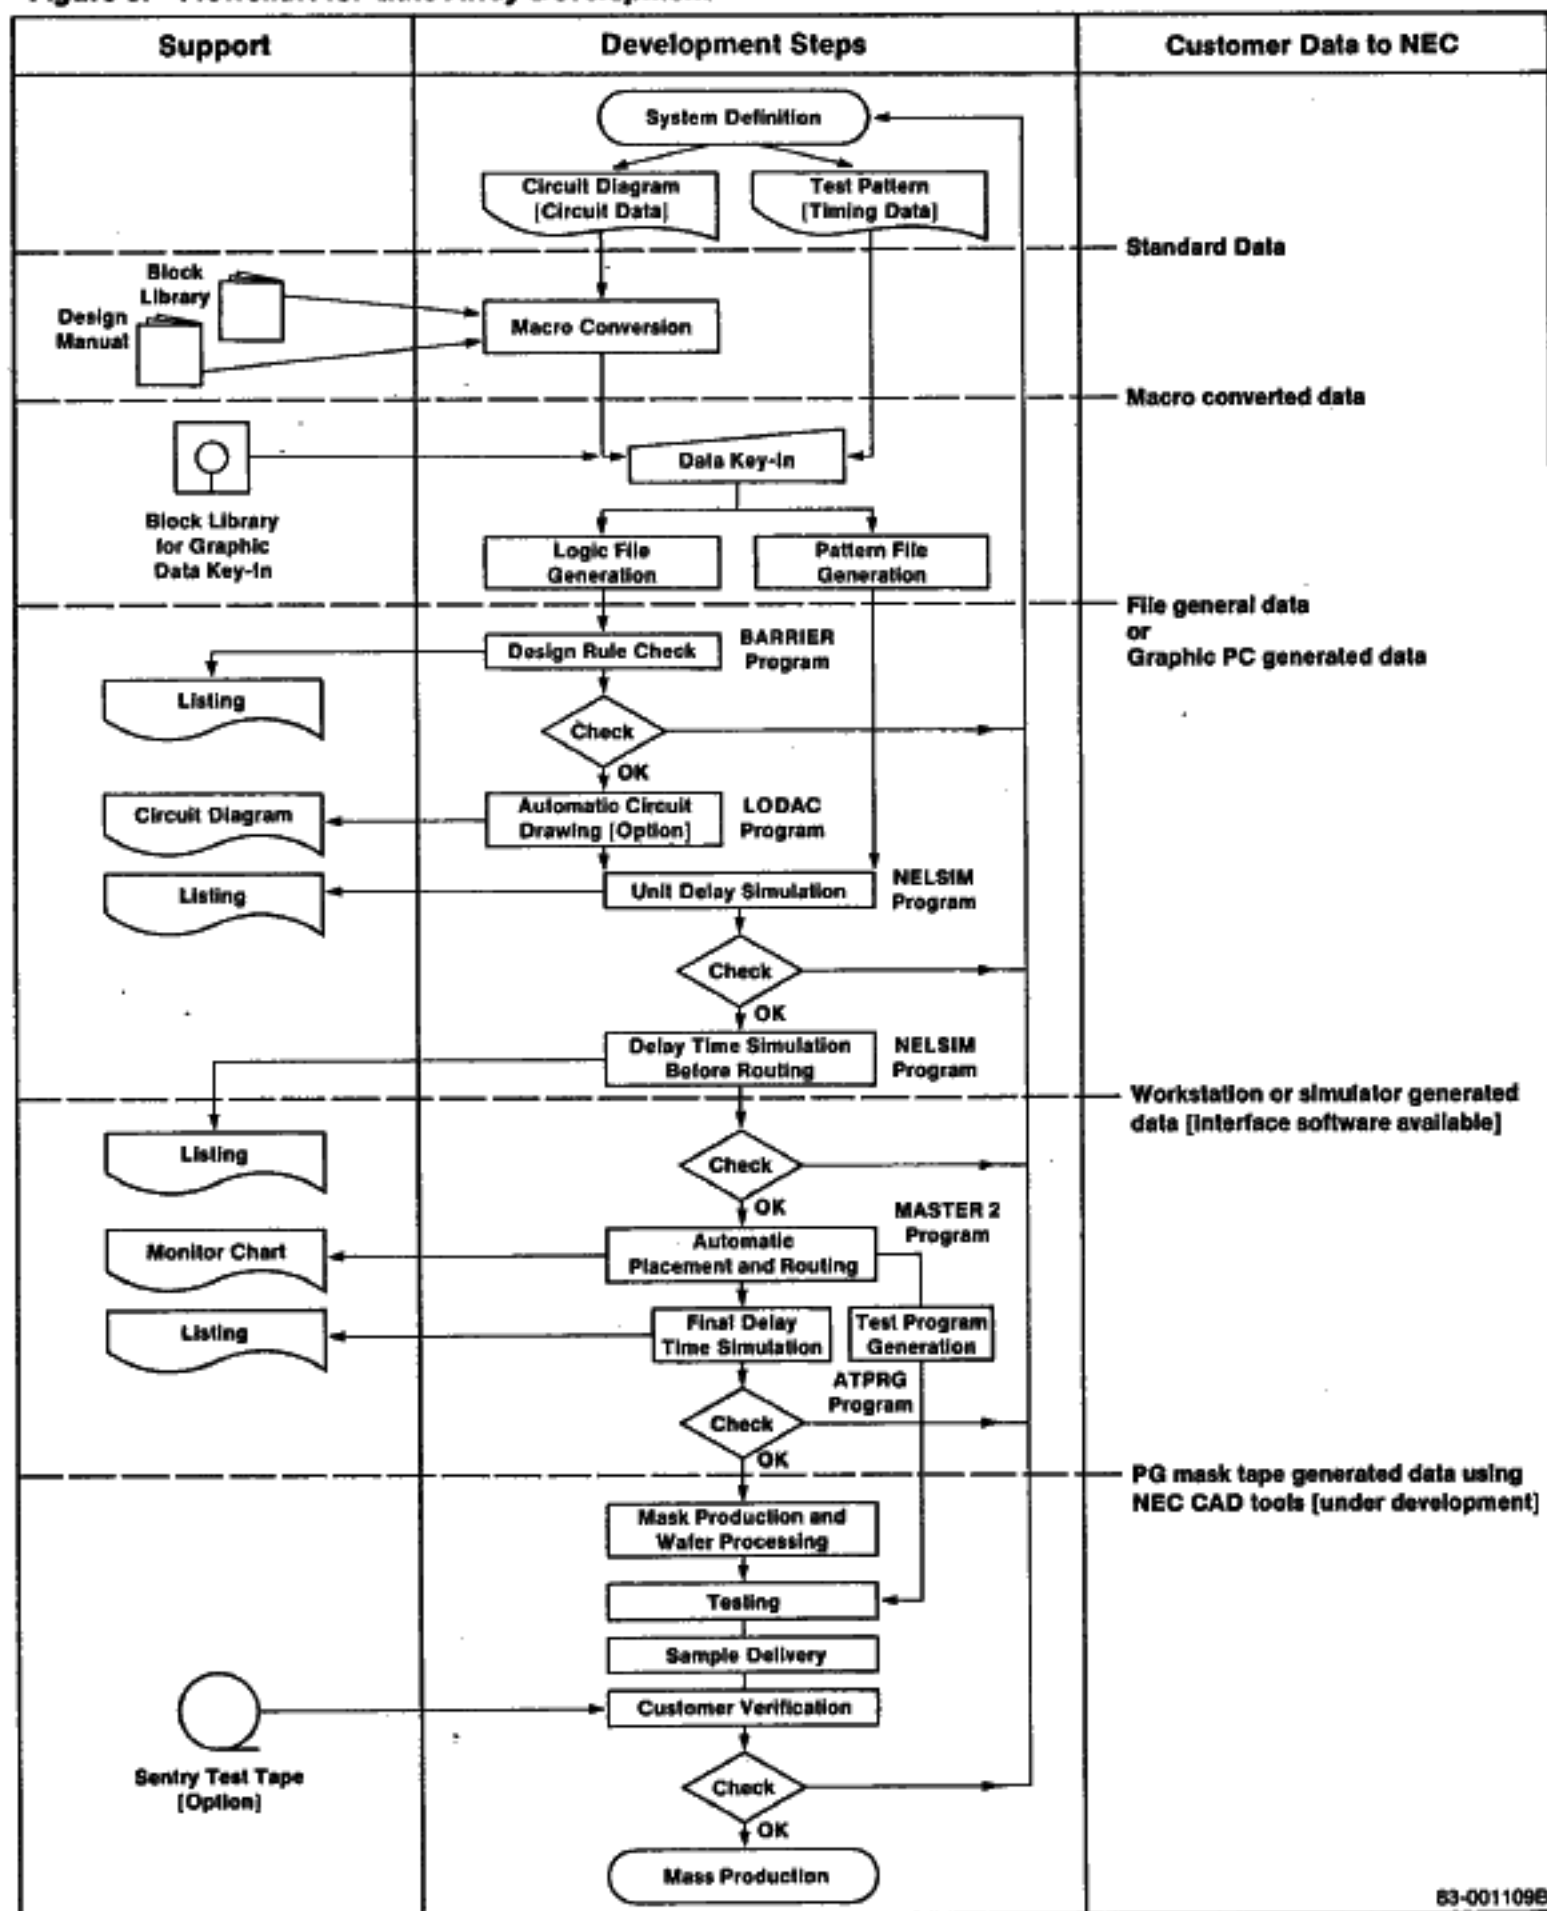 Support
Development Steps
Customer Data to NEC
System Definition
Circuit Diagram
[Circuit Data]
Test Pattern
[Timing Data]
Standard Data
Block
Library
Design
Manual
Macro Conversion
Macro converted data
Data Key-In
Block Library
for Graphic
Data Key-In
Logic File
Generation
Pattern File
Generation
File general data
or
Graphic PC generated data
Design Rule Check
BARRIER
Program
Listing
Check
OK
Circuit Diagram
Automatic Circuit
Drawing [Option]
LODAC
Program
Listing
Unit Delay Simulation
NELSIM
Program
Check
OK
Delay Time Simulation
Before Routing
NELSIM
Program
Workstation or simulator generated
data [interface software available]
Listing
Check
OK
MASTER 2
Program
Monitor Chart
Automatic
Placement and Routing
Listing
Final Delay
Time Simulation
Test Program
Generation
ATPRG
Program
Check
OK
PG mask tape generated data using
NEC CAD tools [under development]
Mask Production and
Wafer Processing
Testing
Sample Delivery
Customer Verification
Sentry Test Tape
[Option]
Check
OK
Mass Production
83-001109B